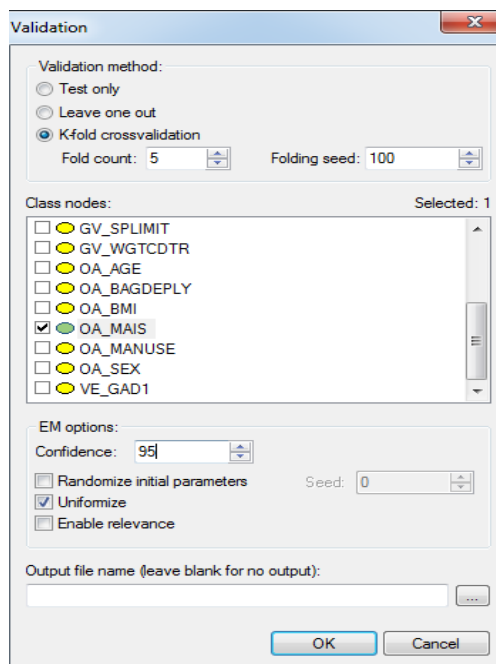 Validation
Validation method:
Test only
Leave one out
K-fold crossvalidation
Fold count: 5 Folding seed: 100
Class nodes: Selected: 1
GV_SPLIMIT
GV_WGTCDTR
OA_AGE
OA_BAGDEPLY
OA_BMI
OA_MAIS
OA_MANUSE
OA_SEX
VE_GAD1
EM options:
Confidence: 95
Randomize initial parameters Seed: 0
Uniformize
Enable relevance
Output file name (leave blank for no output):
...
OK Cancel